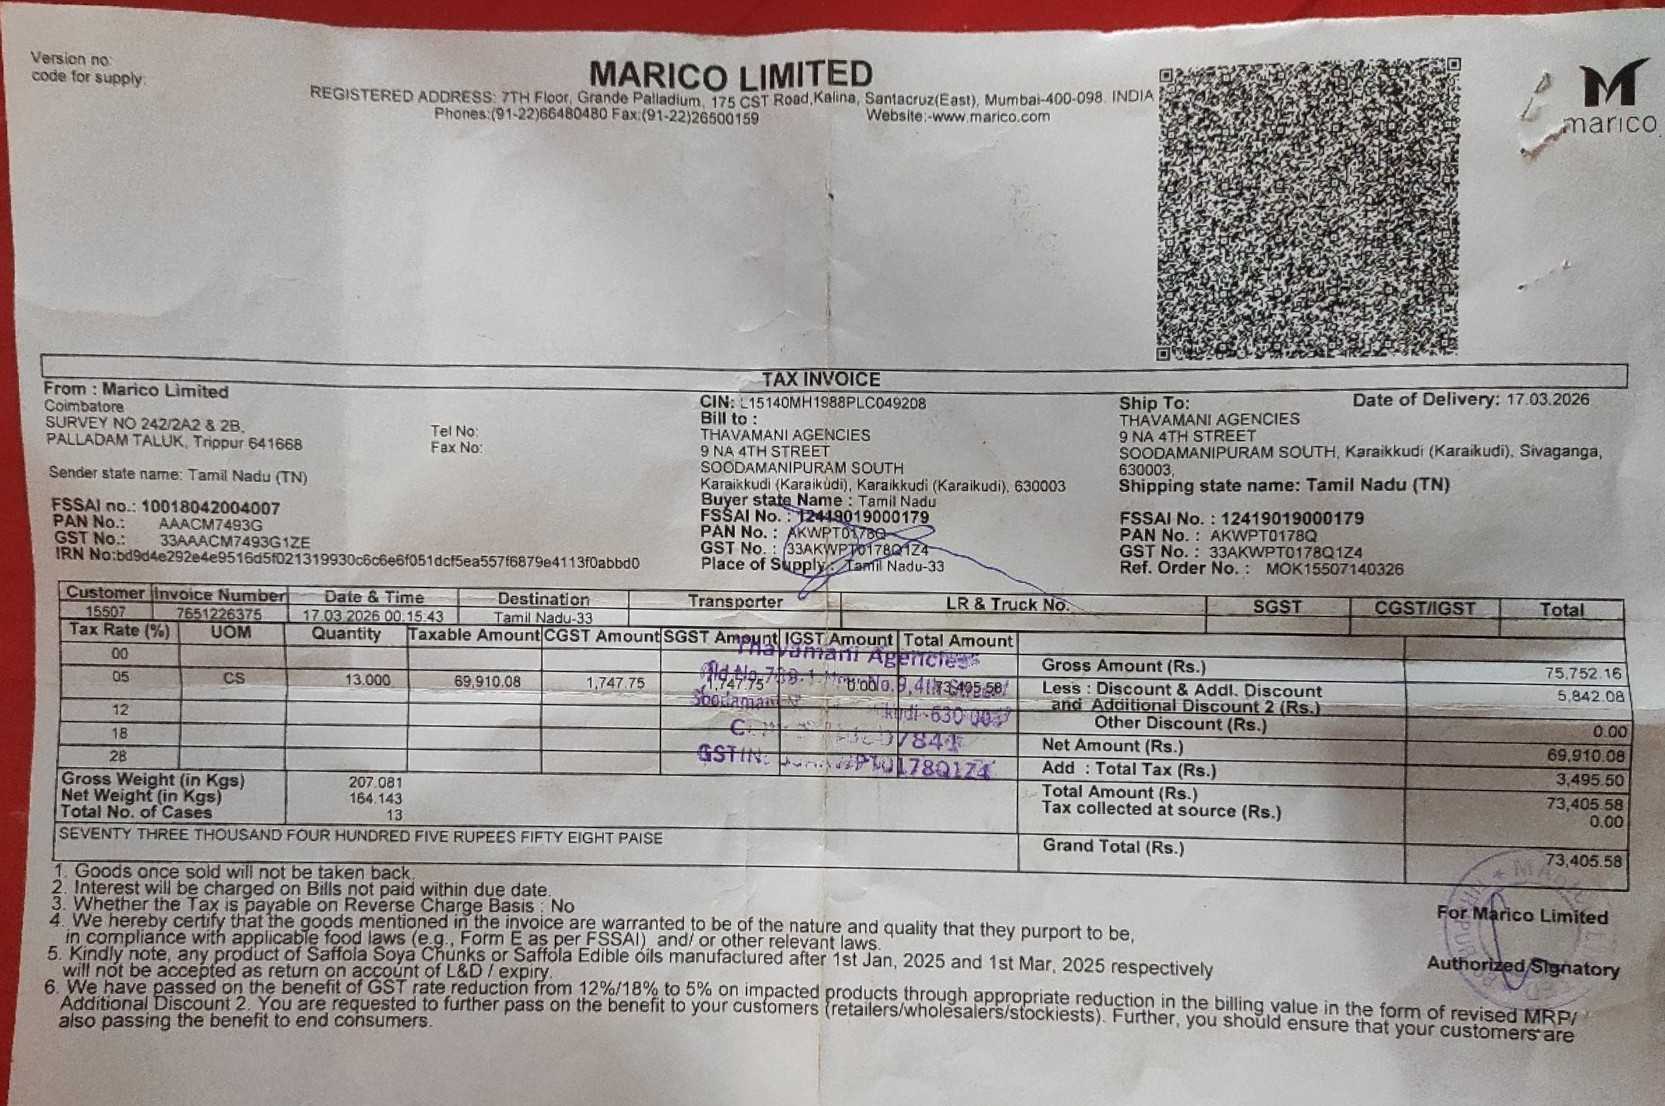 Version no:
code for supply:
MARICO LIMITED
REGISTERED ADDRESS: 7TH Floor, Grande Palladium, 175 CST Road,Kalina, Santacruz(East), Mumbai-400-098. INDIA
Phones:(91-22)66480480 Fax:(91-22)26500159 Website:-www.marico.com
marico
TAX INVOICE
From : Marico Limited
Coimbatore
SURVEY NO 242/2A2 & 2B,
PALLADAM TALUK, Trippur 641668
Tel No:
Fax No:
Sender state name: Tamil Nadu (TN)
FSSAI no.: 10018042004007
PAN No.: AAACM7493G
GST No.: 33AAACM7493G1ZE
IRN No:bd9d4e292e4e9516d5f021319930c6c6e6f051dcf5ea557f6879e4113f0abbd0
CIN: L15140MH1988PLC049208
Bill to :
THAVAMANI AGENCIES
9 NA 4TH STREET
SOODAMANIPURAM SOUTH
Karaikkudi (Karaikudi), Karaikkudi (Karaikudi), 630003
Buyer state Name : Tamil Nadu
FSSAI No. : 12419019000179
PAN No. : AKWPT0178Q
GST No. : 33AKWPT0178Q1Z4
Place of Supply : Tamil Nadu-33
Ship To: Date of Delivery: 17.03.2026
THAVAMANI AGENCIES
9 NA 4TH STREET
SOODAMANIPURAM SOUTH, Karaikkudi (Karaikudi), Sivaganga,
630003,
Shipping state name: Tamil Nadu (TN)
FSSAI No. : 12419019000179
PAN No. : AKWPT0178Q
GST No. : 33AKWPT0178Q1Z4
Ref. Order No. : MOK15507140326
Customer Invoice Number Date & Time Destination Transporter LR & Truck No. SGST CGST/IGST Total
15507 7651226375 17.03.2026 00.15.43 Tamil Nadu-33
Tax Rate (%) UOM Quantity Taxable Amount CGST Amount SGST Amount IGST Amount Total Amount
00
05 CS 13.000 69,910.08 1,747.75 1,747.75 0.00 73,405.58
12
18
28
Thavamani Agencies
GSTIN: 0178Q1Z4
Gross Amount (Rs.) 75,752.16
Less : Discount & Addl. Discount 5,842.08
and Additional Discount 2 (Rs.)
Other Discount (Rs.) 0.00
Net Amount (Rs.) 69,910.08
Add : Total Tax (Rs.) 3,495.50
Total Amount (Rs.) 73,405.58
Tax collected at source (Rs.) 0.00
Grand Total (Rs.) 73,405.58
Gross Weight (in Kgs) 207.081
Net Weight (in Kgs) 164.143
Total No. of Cases 13
SEVENTY THREE THOUSAND FOUR HUNDRED FIVE RUPEES FIFTY EIGHT PAISE
1. Goods once sold will not be taken back.
2. Interest will be charged on Bills not paid within due date.
3. Whether the Tax is payable on Reverse Charge Basis : No
4. We hereby certify that the goods mentioned in the invoice are warranted to be of the nature and quality that they purport to be,
in compliance with applicable food laws (e.g., Form E as per FSSAI) and/ or other relevant laws.
5. Kindly note, any product of Saffola Soya Chunks or Saffola Edible oils manufactured after 1st Jan, 2025 and 1st Mar, 2025 respectively
will not be accepted as return on account of L&D / expiry.
6. We have passed on the benefit of GST rate reduction from 12%/18% to 5% on impacted products through appropriate reduction in the billing value in the form of revised MRP/
Additional Discount 2. You are requested to further pass on the benefit to your customers (retailers/wholesalers/stockiests). Further, you should ensure that your customers are
also passing the benefit to end consumers.
For Marico Limited
Authorized Signatory